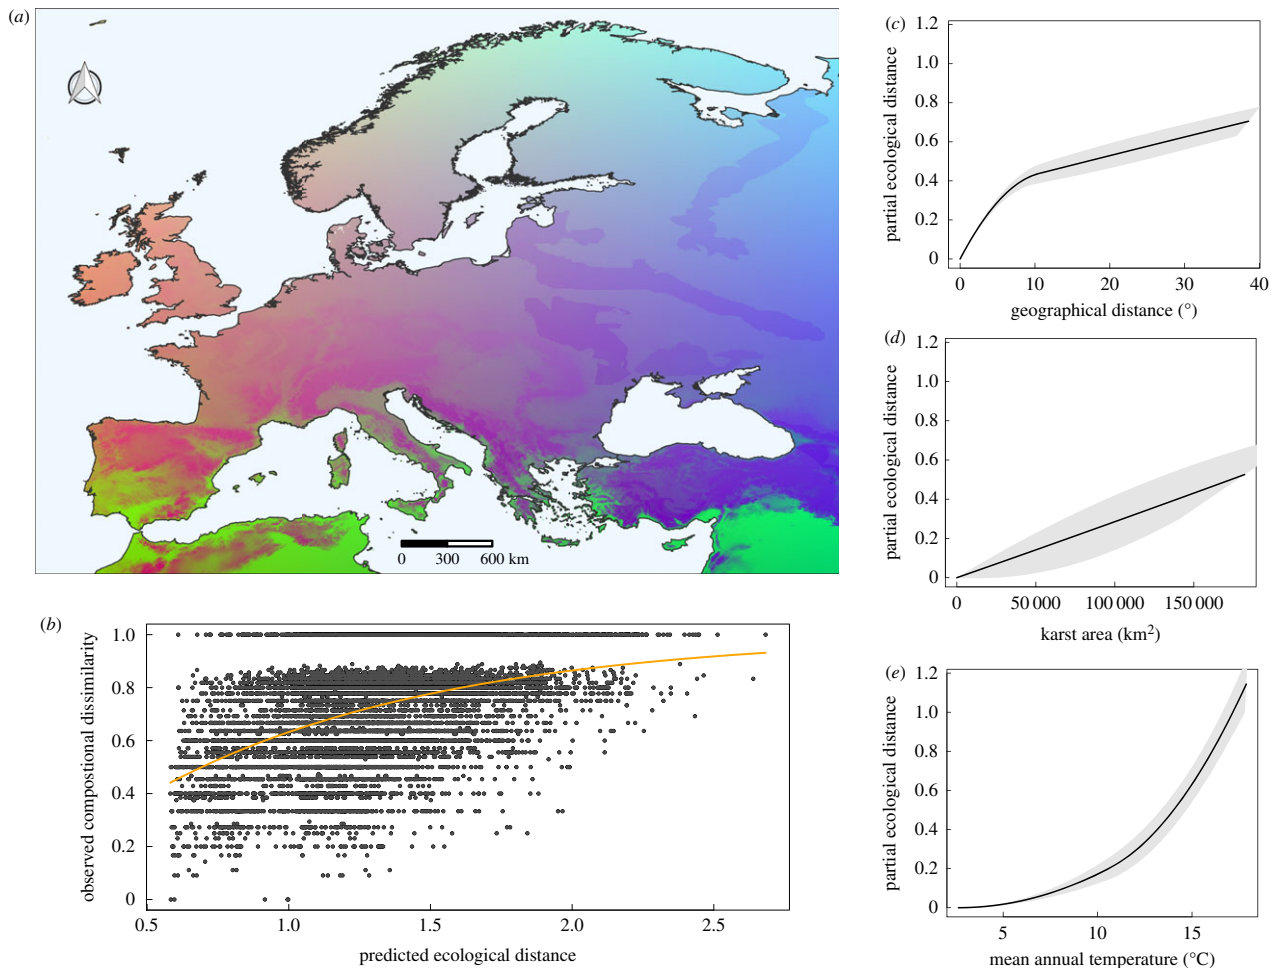 (a)
0 300 600 km
(b)
observed compostional dissimilarity
1.0
0.8
0.6
0.4
0.2
0
0.5 1.0 1.5 2.0 2.5
predicted ecological distance
(c)
partial ecological distance
1.2
1.0
0.8
0.6
0.4
0.2
0
0 10 20 30 40
geographical distance (°)
(d)
partial ecological distance
1.2
1.0
0.8
0.6
0.4
0.2
0
0 50 000 100 000 150 000
karst area (km²)
(e)
partial ecological distance
1.2
1.0
0.8
0.6
0.4
0.2
0
5 10 15
mean annual temperature (°C)